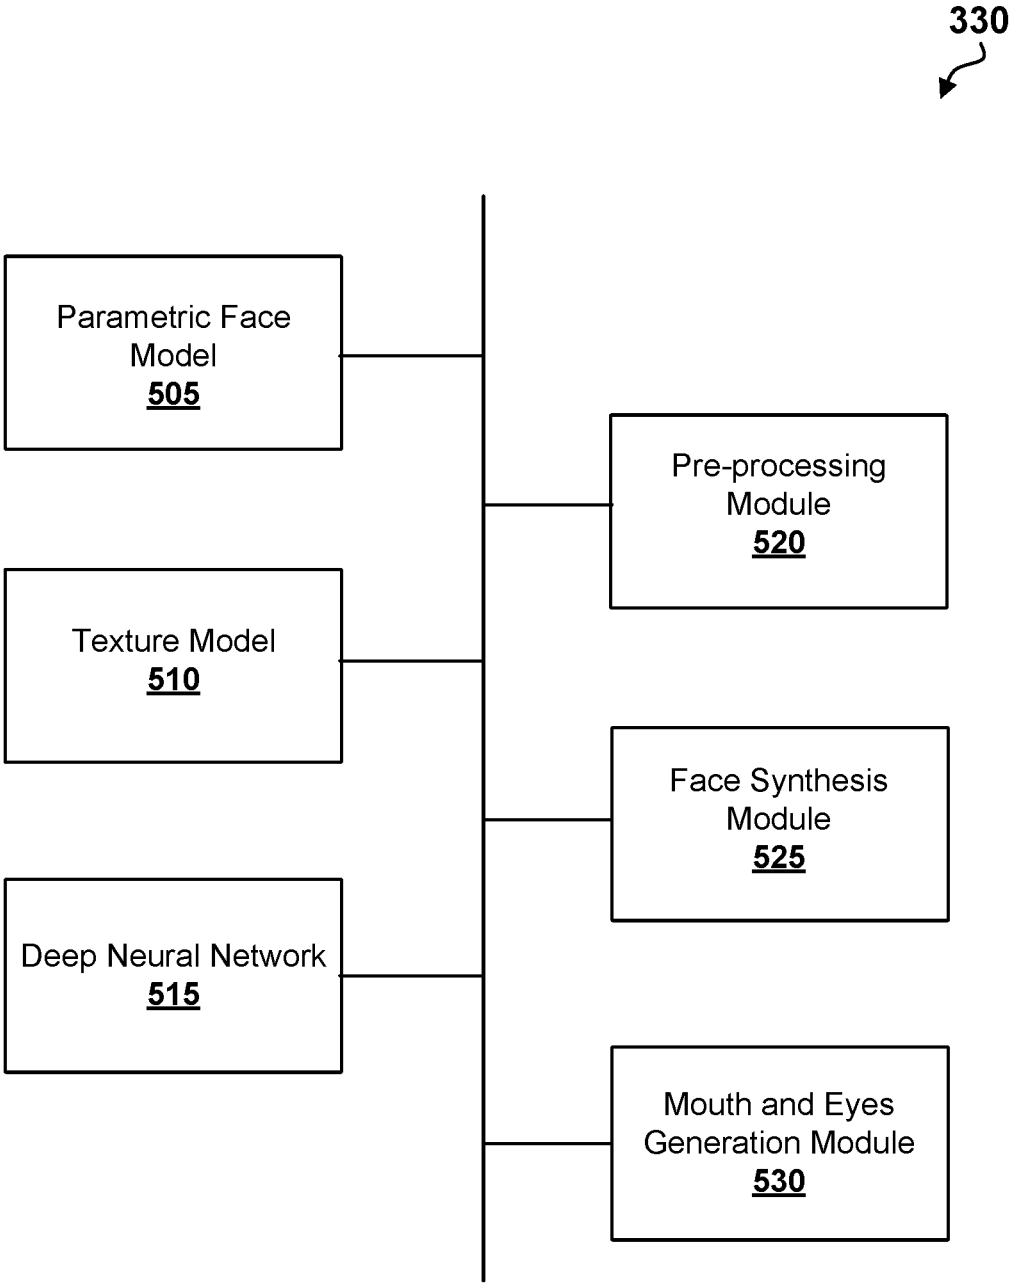 330
Parametric Face
Model
505
Pre-processing
Module
520
Texture Model
510
Face Synthesis
Module
525
Deep Neural Network
515
Mouth and Eyes
Generation Module
530